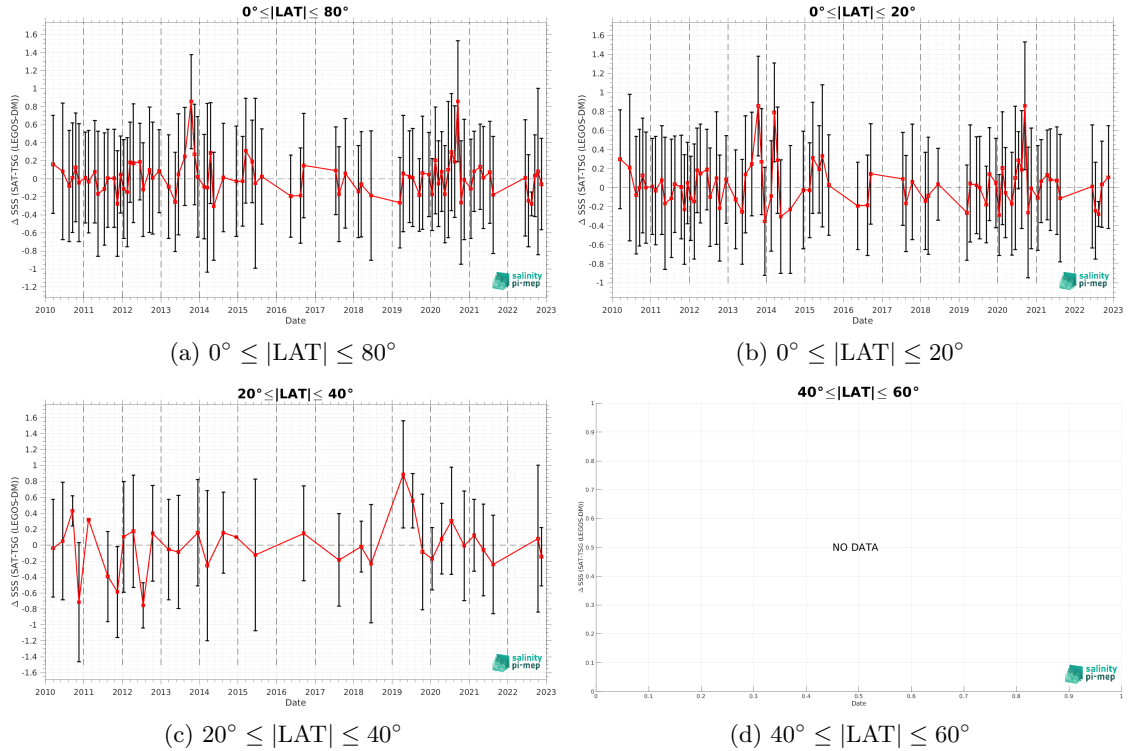 0°≤|LAT|≤ 80°
Δ SSS (SAT-TSG (LEGOS-DM))
1.6
1.4
1.2
1
0.8
0.6
0.4
0.2
0
-0.2
-0.4
-0.6
-0.8
-1
-1.2
2010 2011 2012 2013 2014 2015 2016 2017 2018 2019 2020 2021 2022 2023
Date
salinity
pi-mep
(a) 0° ≤ |LAT| ≤ 80°
0°≤|LAT|≤ 20°
Δ SSS (SAT-TSG (LEGOS-DM))
1.6
1.4
1.2
1
0.8
0.6
0.4
0.2
0
-0.2
-0.4
-0.6
-0.8
-1
2010 2011 2012 2013 2014 2015 2016 2017 2018 2019 2020 2021 2022 2023
Date
salinity
pi-mep
(b) 0° ≤ |LAT| ≤ 20°
20°≤|LAT|≤ 40°
Δ SSS (SAT-TSG (LEGOS-DM))
1.6
1.4
1.2
1
0.8
0.6
0.4
0.2
0
-0.2
-0.4
-0.6
-0.8
-1
-1.2
-1.4
-1.6
2010 2011 2012 2013 2014 2015 2016 2017 2018 2019 2020 2021 2022 2023
Date
salinity
pi-mep
(c) 20° ≤ |LAT| ≤ 40°
40°≤|LAT|≤ 60°
Δ SSS (SAT-TSG (LEGOS-DM))
1
0.9
0.8
0.7
0.6
0.5
0.4
0.3
0.2
0.1
0
NO DATA
0 0.1 0.2 0.3 0.4 0.5 0.6 0.7 0.8 0.9 1
Date
salinity
pi-mep
(d) 40° ≤ |LAT| ≤ 60°